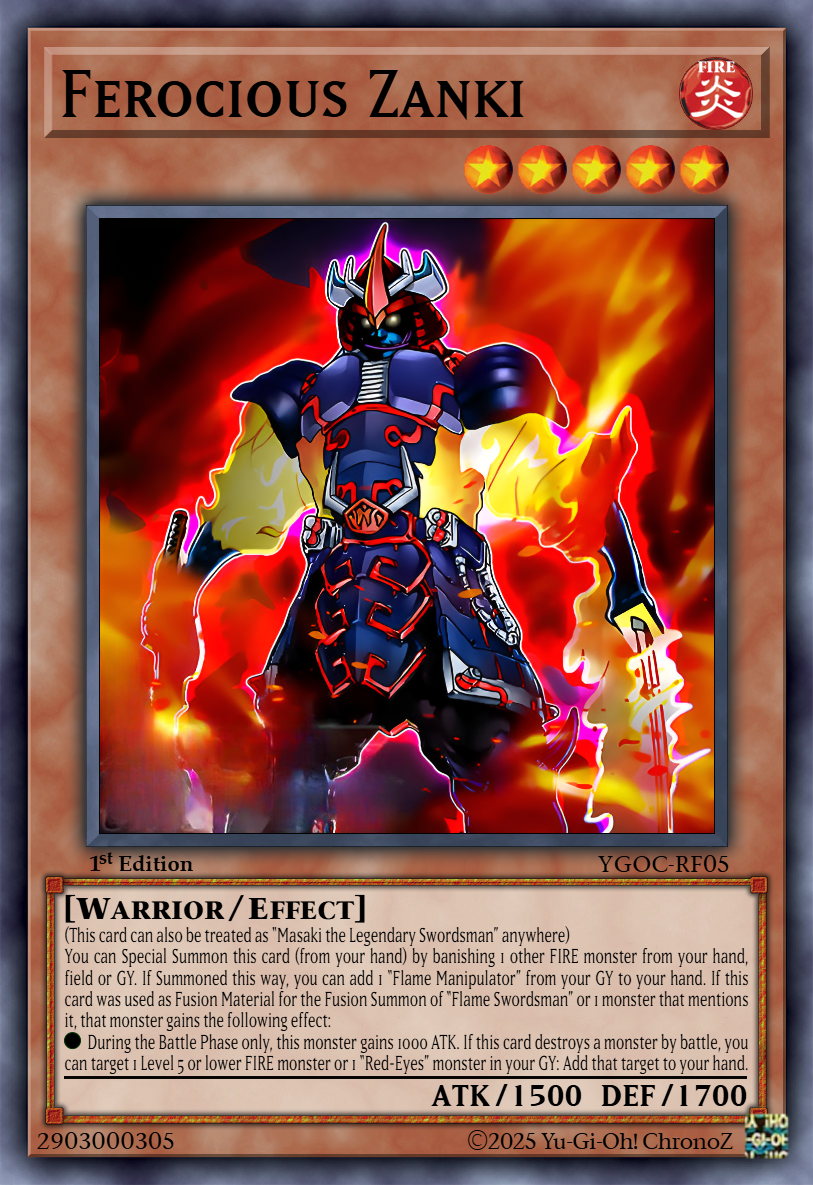 Ferocious Zanki
FIRE
炎
1st Edition
YGOC-RF05
[Warrior/Effect]
(This card can also be treated as "Masaki the Legendary Swordsman" anywhere)
You can Special Summon this card (from your hand) by banishing 1 other FIRE monster from your hand,
field or GY. If Summoned this way, you can add 1 "Flame Manipulator" from your GY to your hand. If this
card was used as Fusion Material for the Fusion Summon of "Flame Swordsman" or 1 monster that mentions
it, that monster gains the following effect:
● During the Battle Phase only, this monster gains 1000 ATK. If this card destroys a monster by battle, you
can target 1 Level 5 or lower FIRE monster or 1 "Red-Eyes" monster in your GY: Add that target to your hand.
ATK/1500 DEF/1700
2903000305
©2025 Yu-Gi-Oh! ChronoZ